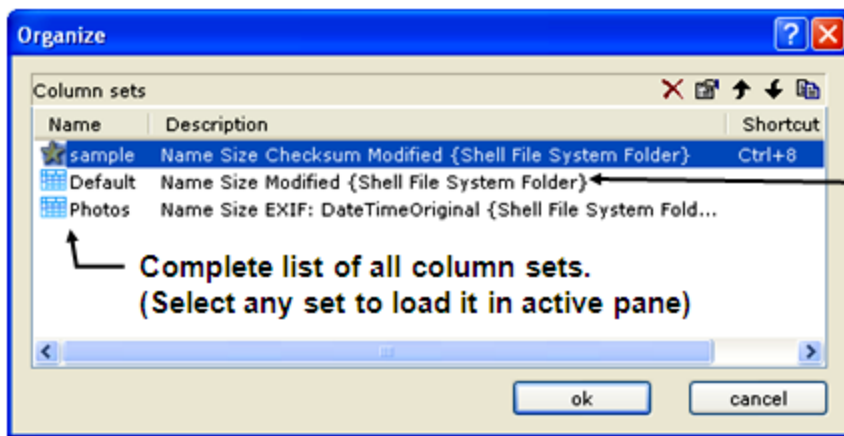 Organize
Column sets
Name Description Shortcut
sample Name Size Checksum Modified {Shell File System Folder} Ctrl+8
Default Name Size Modified {Shell File System Folder}
Photos Name Size EXIF: DateTimeOriginal {Shell File System Fold...
Complete list of all column sets.
(Select any set to load it in active pane)
ok cancel